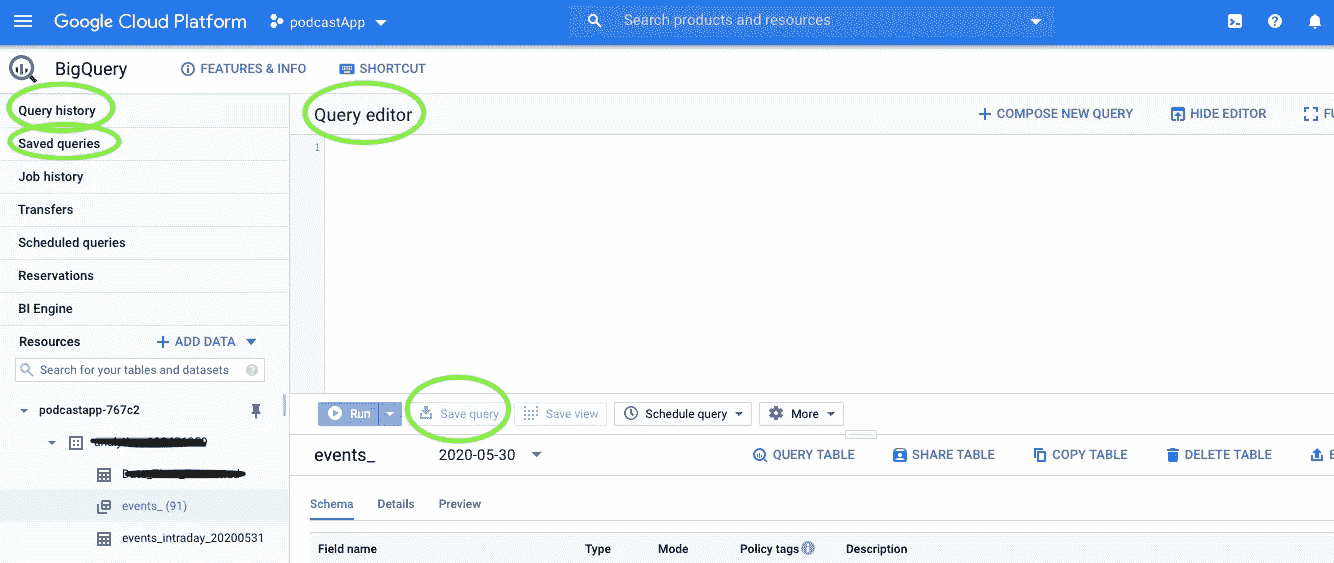 Google Cloud Platform podcastApp Search products and resources
BigQuery FEATURES & INFO SHORTCUT
Query history
Saved queries
Job history
Transfers
Scheduled queries
Reservations
BI Engine
Resources ADD DATA
Search for your tables and datasets
podcastapp-767c2
events_ (91)
events_intraday_20200531
Query editor COMPOSE NEW QUERY HIDE EDITOR
1
Run Save query Save view Schedule query More
events_ 2020-05-30 QUERY TABLE SHARE TABLE COPY TABLE DELETE TABLE
Schema Details Preview
Field name Type Mode Policy tags Description